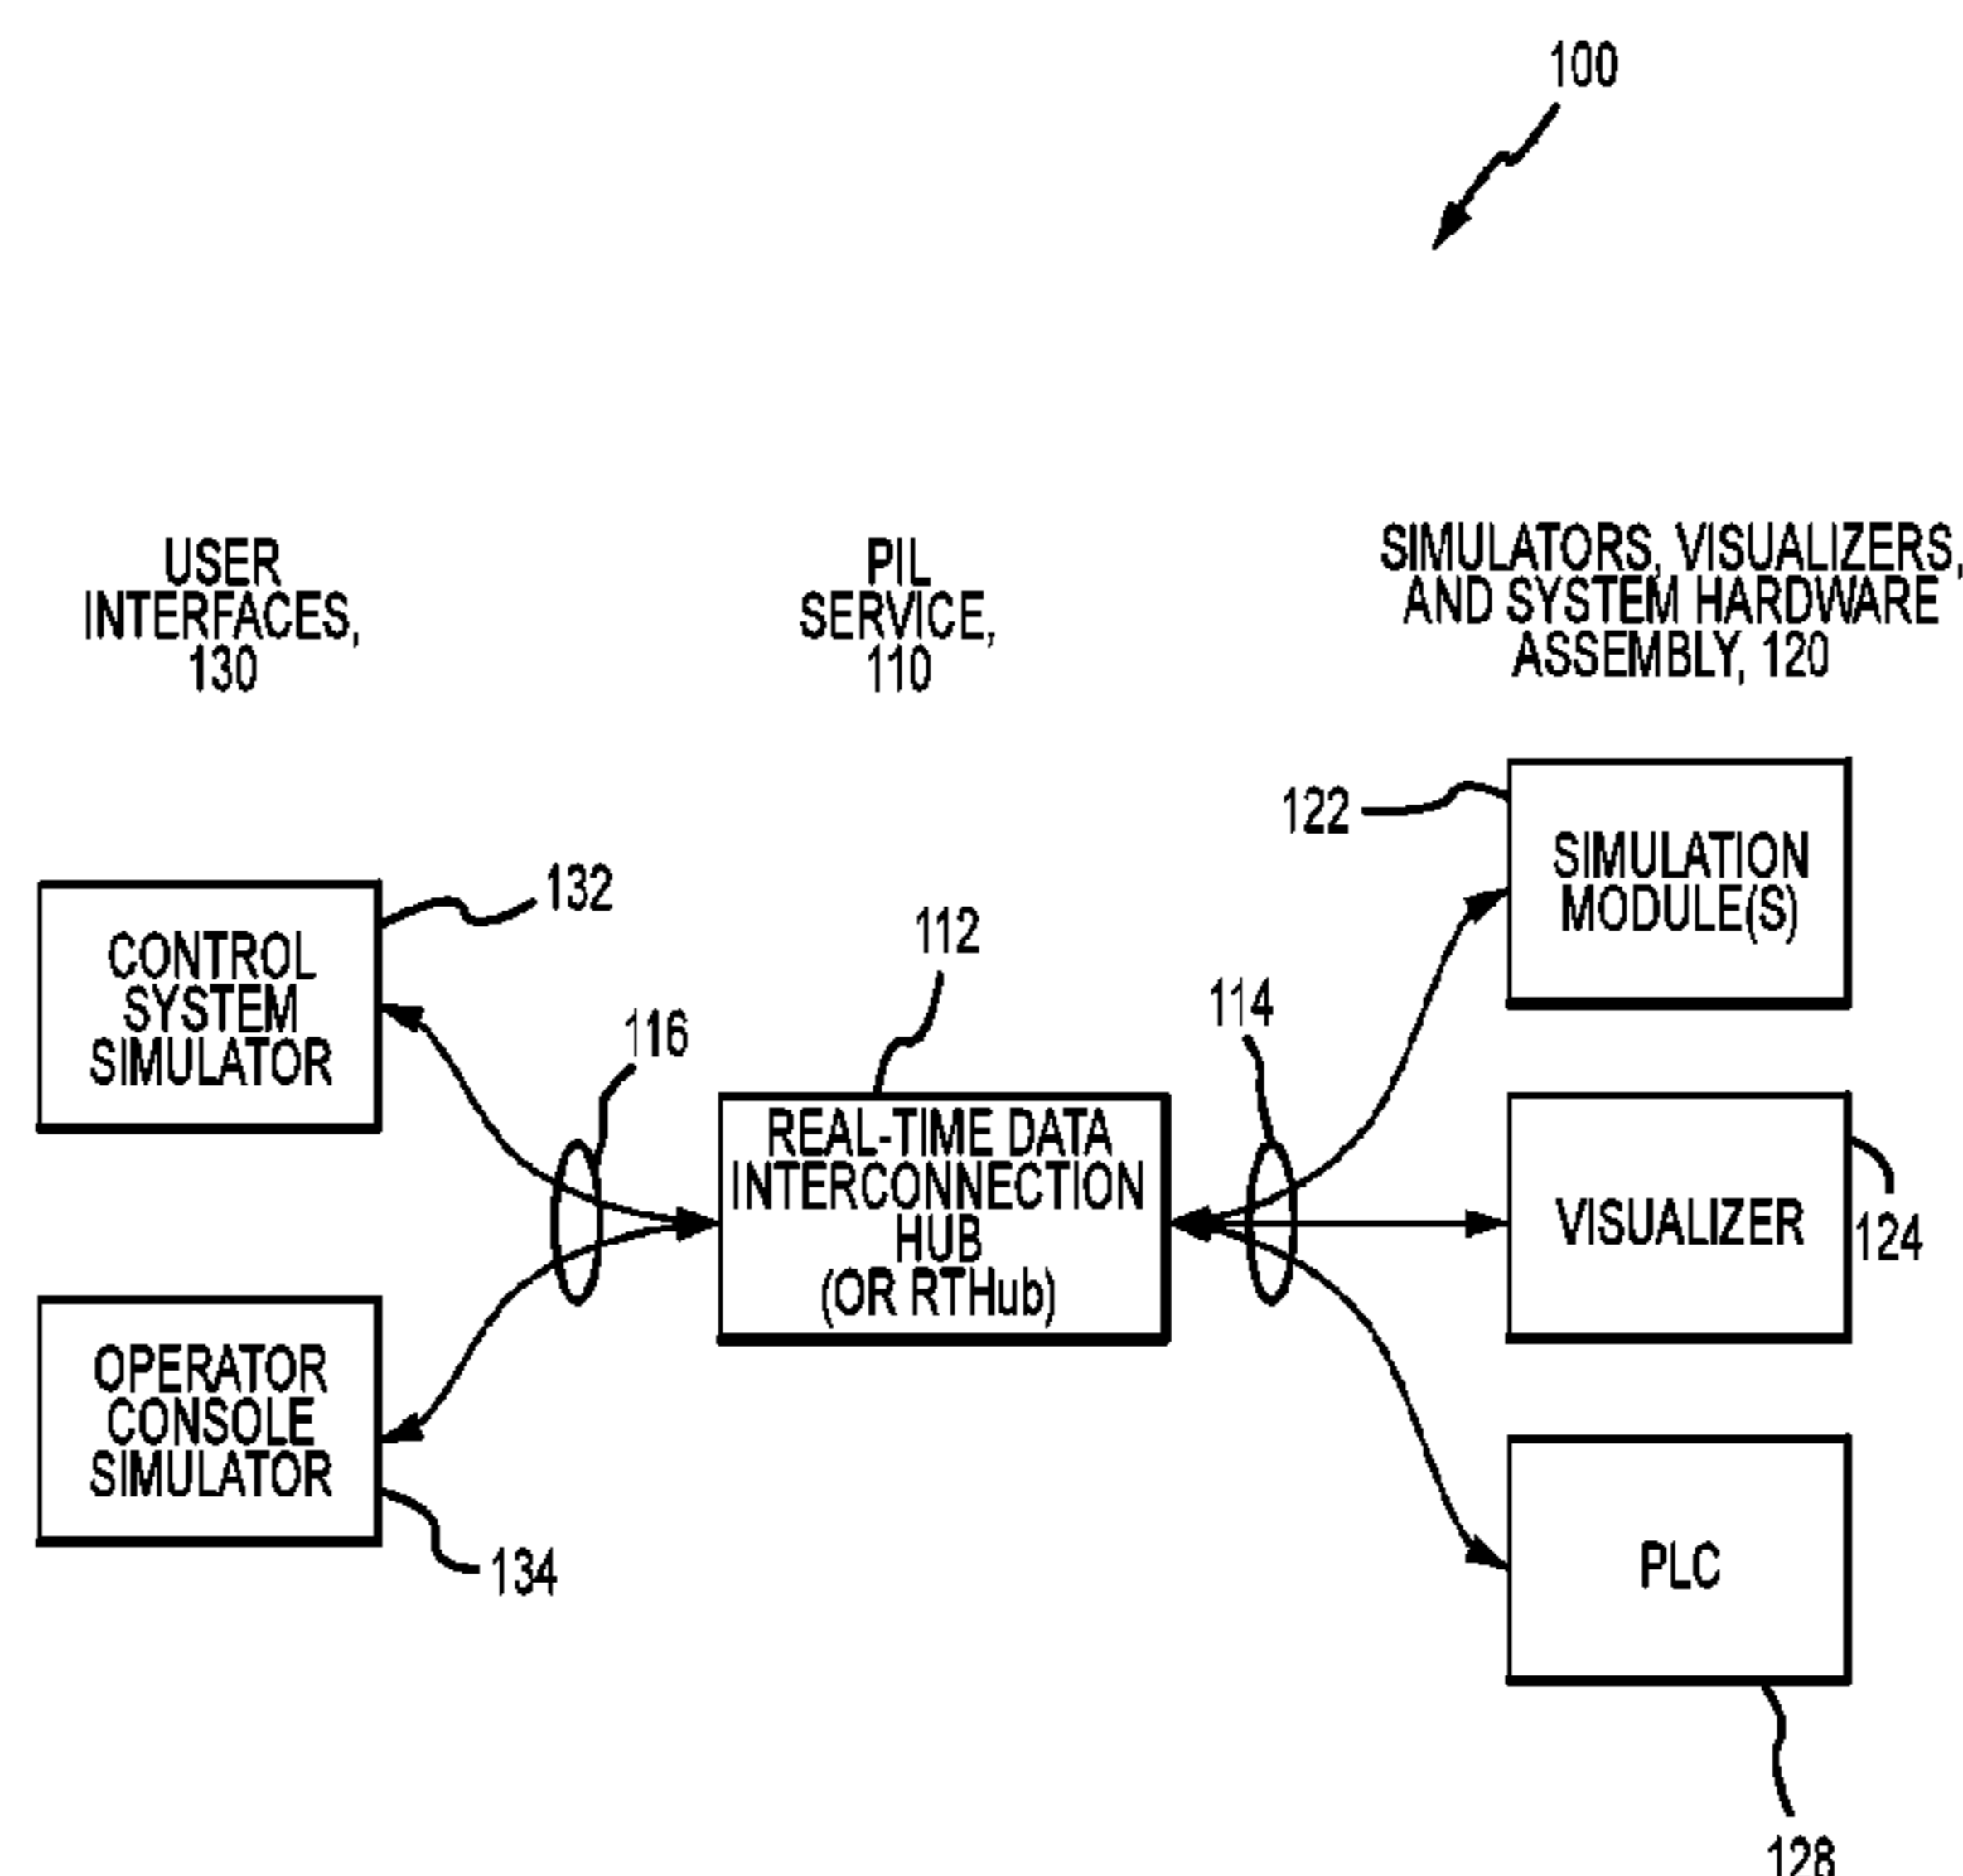 100
USER
INTERFACES,
130
PIL
SERVICE,
110
SIMULATORS, VISUALIZERS,
AND SYSTEM HARDWARE
ASSEMBLY, 120
122
SIMULATION
MODULE(S)
132
CONTROL
SYSTEM
SIMULATOR
112
114
116
REAL-TIME DATA
INTERCONNECTION
HUB
(OR RTHub)
VISUALIZER
124
OPERATOR
CONSOLE
SIMULATOR
134
PLC
128